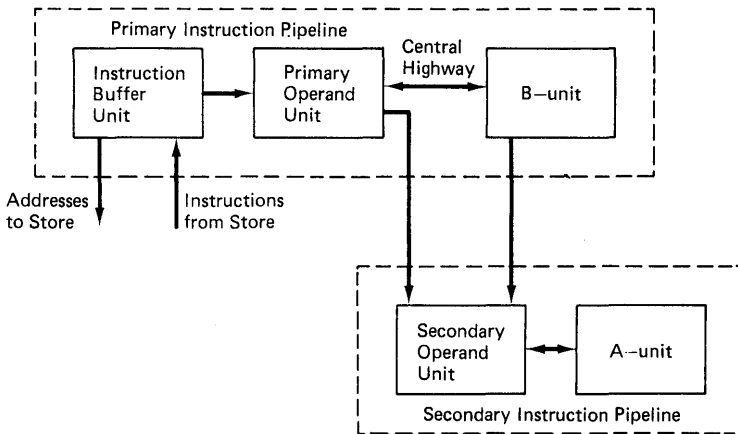 Primary Instruction Pipeline
Instruction
Buffer
Unit
Primary
Operand
Unit
Central
Highway
B-unit
Addresses
to Store
Instructions
from Store
Secondary
Operand
Unit
A-unit
Secondary Instruction Pipeline